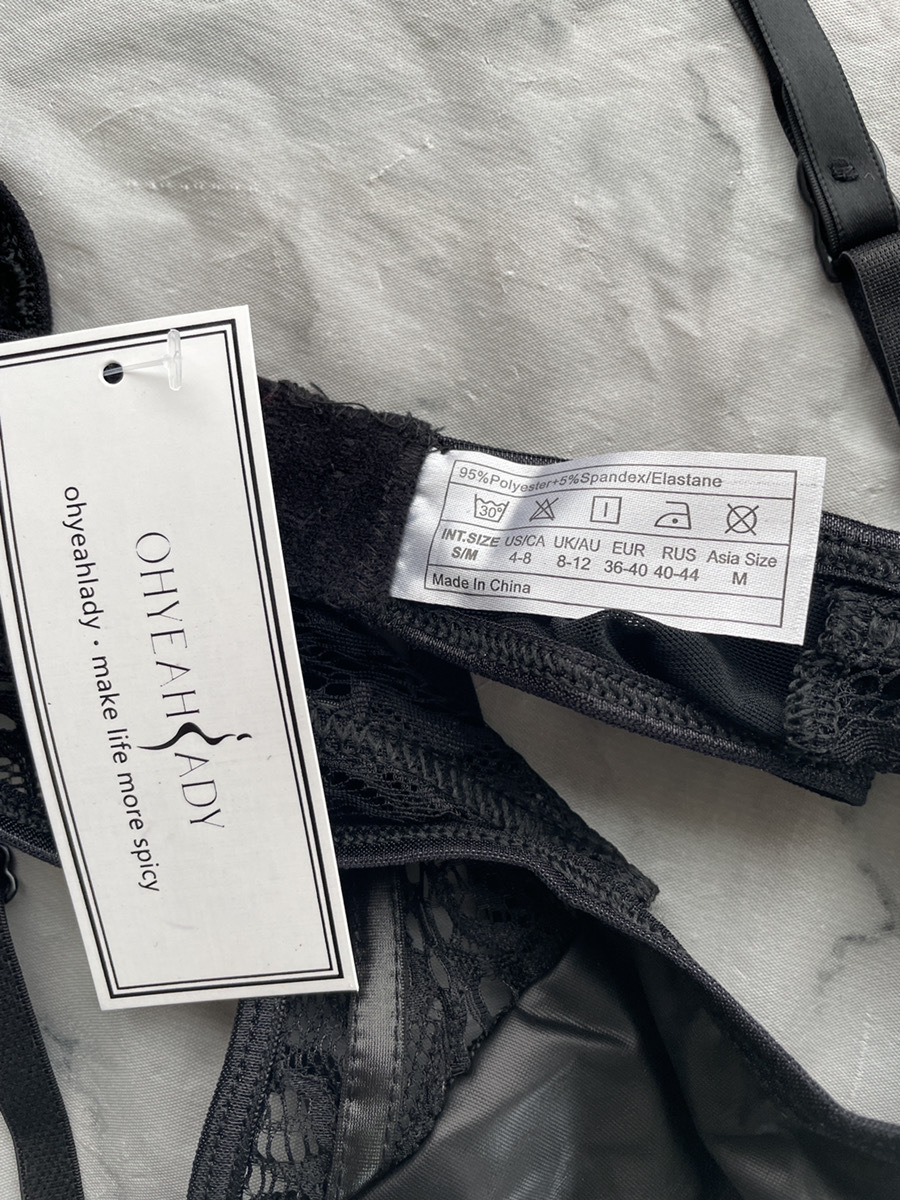 OHYEAHLADY
ohyeahlady · make life more spicy
95%Polyester+5%Spandex/Elastane
30°
INT.SIZE US/CA UK/AU EUR RUS Asia Size
S/M 4-8 8-12 36-40 40-44 M
Made In China